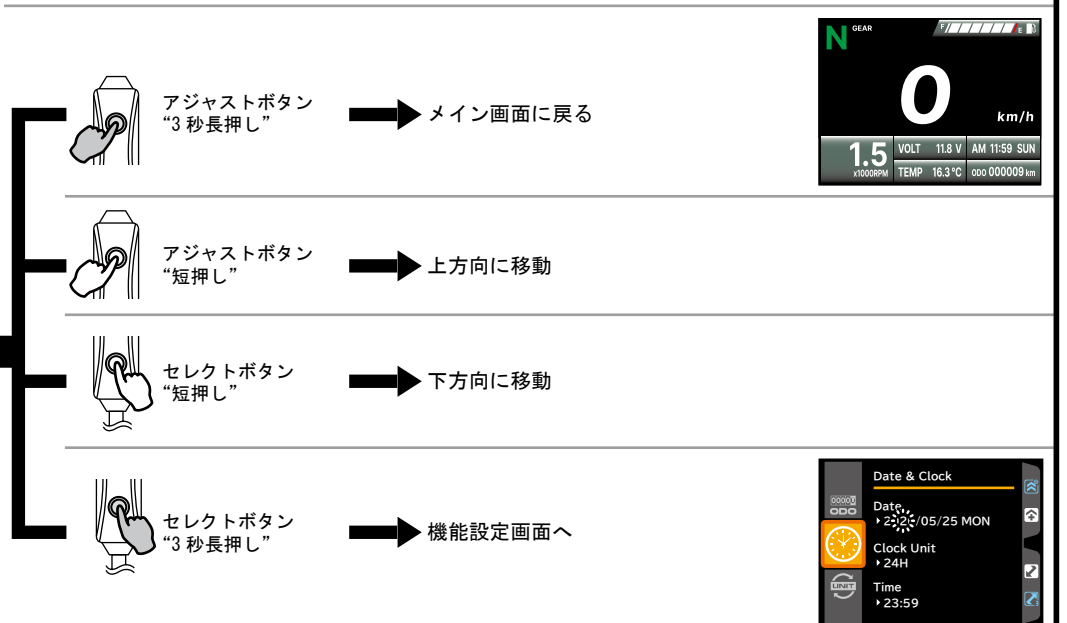 アジャストボタン
“3 秒長押し”
メイン画面に戻る
N GEAR
F E
0
km/h
1.5
x1000RPM
VOLT 11.8 V
AM 11:59 SUN
TEMP 16.3 °C
ODO 000009 km
アジャストボタン
“短押し”
上方向に移動
セレクトボタン
“短押し”
下方向に移動
セレクトボタン
“3 秒長押し”
機能設定画面へ
00000
ODO
UNIT
Date & Clock
Date
/05/25 MON
Clock Unit
24H
Time
23:59